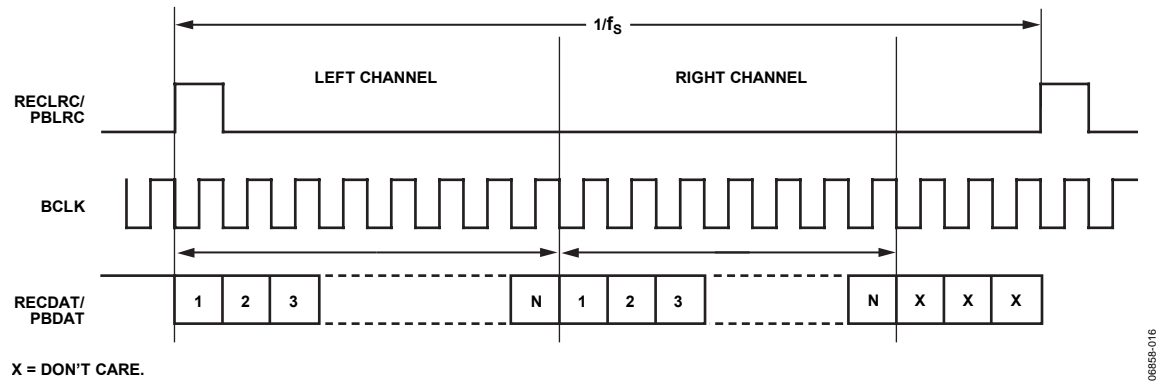 1/fS
LEFT CHANNEL
RIGHT CHANNEL
RECLRC/
PBLRC
BCLK
RECDAT/
PBDAT
1 2 3 N 1 2 3 N X X X
X = DON'T CARE.
06858-016